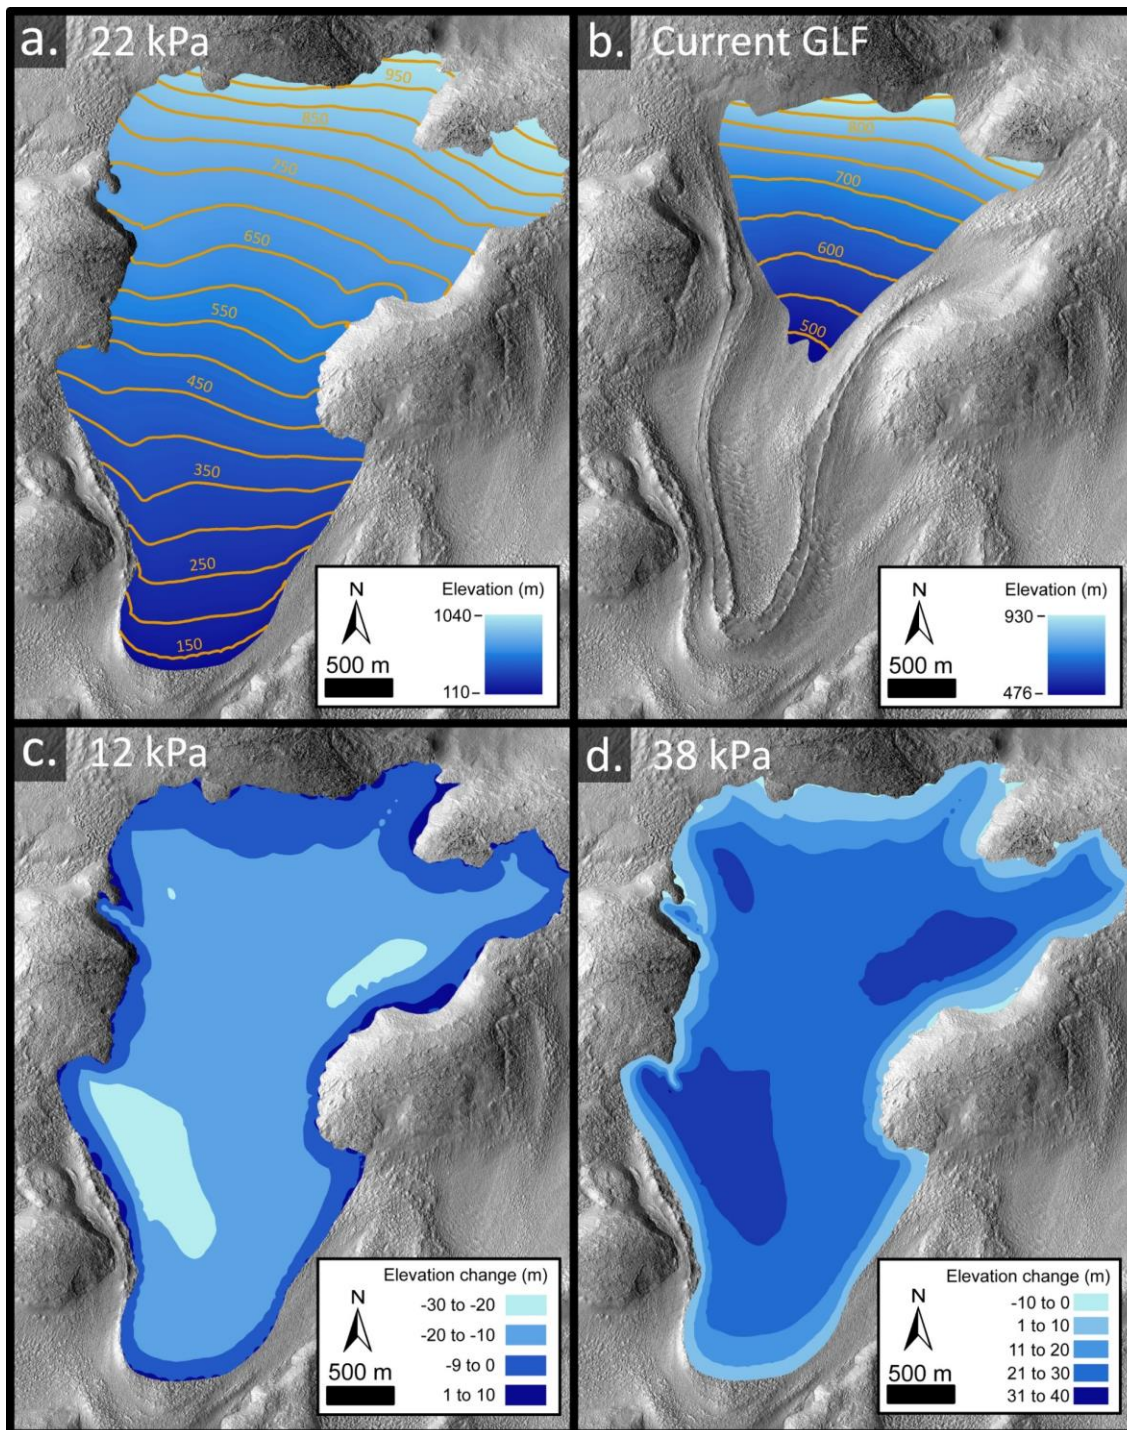 a. 22 kPa
950
850
750
650
550
450
350
250
150
Elevation (m)
N
1040
500 m
110
b. Current GLF
800
700
600
500
Elevation (m)
N
930
500 m
476
c. 12 kPa
Elevation change (m)
N
-30 to -20
-20 to -10
-9 to 0
500 m
1 to 10
d. 38 kPa
Elevation change (m)
N
-10 to 0
1 to 10
11 to 20
500 m
21 to 30
31 to 40